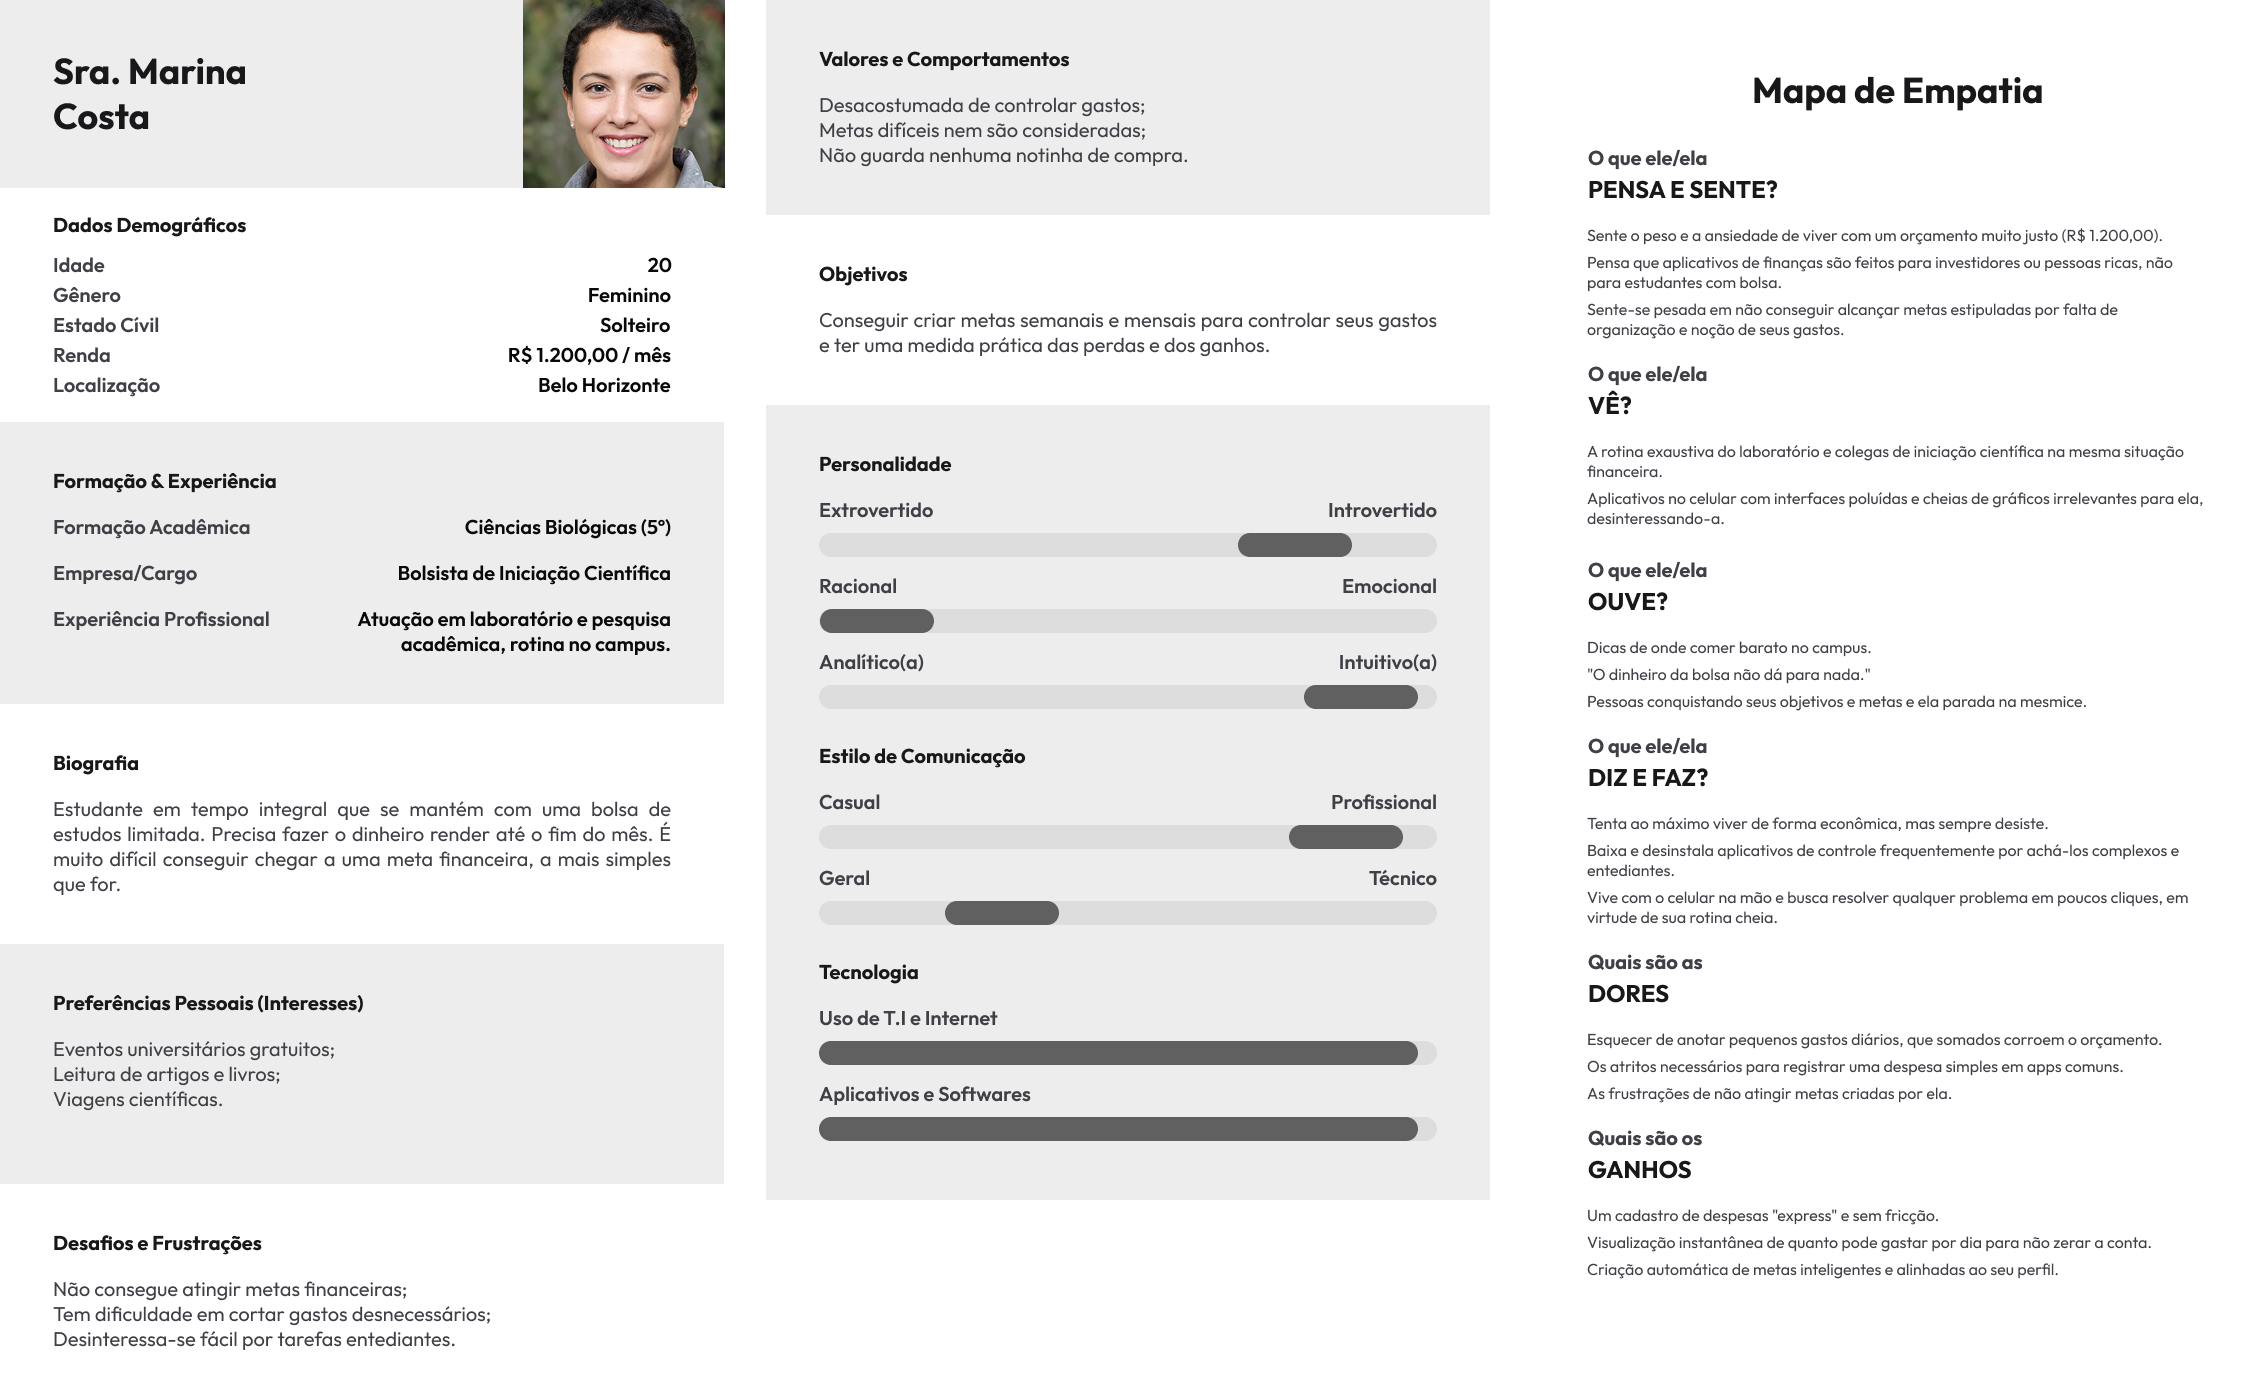 Sra. Marina
Costa
Dados Demográficos
Idade 20
Gênero Feminino
Estado Cívil Solteiro
Renda R$ 1.200,00 / mês
Localização Belo Horizonte
Formação & Experiência
Formação Acadêmica Ciências Biológicas (5º)
Empresa/Cargo Bolsista de Iniciação Científica
Experiência Profissional Atuação em laboratório e pesquisa
acadêmica, rotina no campus.
Biografia
Estudante em tempo integral que se mantém com uma bolsa de
estudos limitada. Precisa fazer o dinheiro render até o fim do mês. É
muito difícil conseguir chegar a uma meta financeira, a mais simples
que for.
Preferências Pessoais (Interesses)
Eventos universitários gratuitos;
Leitura de artigos e livros;
Viagens científicas.
Desafios e Frustrações
Não consegue atingir metas financeiras;
Tem dificuldade em cortar gastos desnecessários;
Desinteressa-se fácil por tarefas entediantes.
Valores e Comportamentos
Desacostumada de controlar gastos;
Metas difíceis nem são consideradas;
Não guarda nenhuma notinha de compra.
Objetivos
Conseguir criar metas semanais e mensais para controlar seus gastos
e ter uma medida prática das perdas e dos ganhos.
Personalidade
Extrovertido Introvertido
Racional Emocional
Analítico(a) Intuitivo(a)
Estilo de Comunicação
Casual Profissional
Geral Técnico
Tecnologia
Uso de T.I e Internet
Aplicativos e Softwares
Mapa de Empatia
O que ele/ela
PENSA E SENTE?
Sente o peso e a ansiedade de viver com um orçamento muito justo (R$ 1.200,00).
Pensa que aplicativos de finanças são feitos para investidores ou pessoas ricas, não
para estudantes com bolsa.
Sente-se pesada em não conseguir alcançar metas estipuladas por falta de
organização e noção de seus gastos.
O que ele/ela
VÊ?
A rotina exaustiva do laboratório e colegas de iniciação científica na mesma situação
financeira.
Aplicativos no celular com interfaces poluídas e cheias de gráficos irrelevantes para ela,
desinteressando-a.
O que ele/ela
OUVE?
Dicas de onde comer barato no campus.
"O dinheiro da bolsa não dá para nada."
Pessoas conquistando seus objetivos e metas e ela parada na mesmice.
O que ele/ela
DIZ E FAZ?
Tenta ao máximo viver de forma econômica, mas sempre desiste.
Baixa e desinstala aplicativos de controle frequentemente por achá-los complexos e
entediantes.
Vive com o celular na mão e busca resolver qualquer problema em poucos cliques, em
virtude de sua rotina cheia.
Quais são as
DORES
Esquecer de anotar pequenos gastos diários, que somados corroem o orçamento.
Os atritos necessários para registrar uma despesa simples em apps comuns.
As frustrações de não atingir metas criadas por ela.
Quais são os
GANHOS
Um cadastro de despesas "express" e sem fricção.
Visualização instantânea de quanto pode gastar por dia para não zerar a conta.
Criação automática de metas inteligentes e alinhadas ao seu perfil.